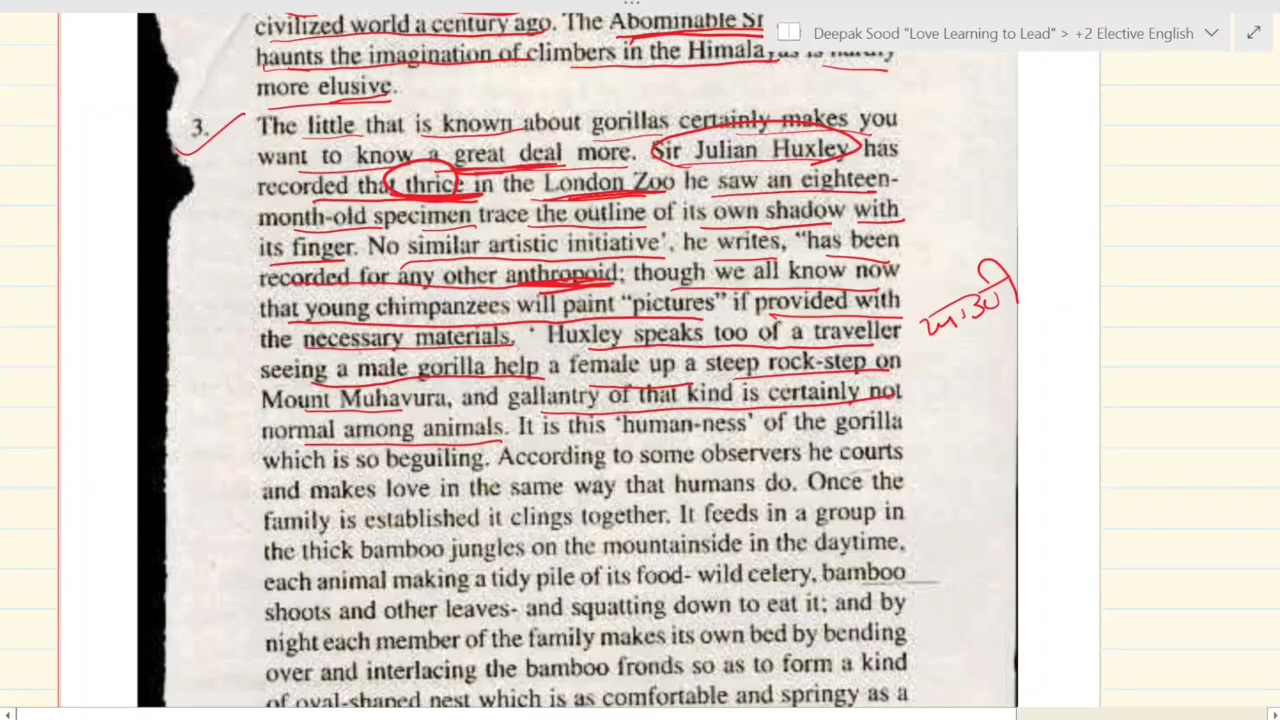 civilized world a century ago. The Abominable
Deepak Sood "Love Learning to Lead" > +2 Elective English
haunts the imagination of climbers in the
more elusive.
3. The little that is known about gorillas certainly makes you
want to know a great deal more. Sir Julian Huxley has
recorded that thrice in the London Zoo he saw an eighteen-
month-old specimen trace the outline of its own shadow with
its finger. No similar artistic initiative', he writes, "has been
recorded for any other anthropoid; though we all know now
that young chimpanzees will paint "pictures" if provided with
the necessary materials. ' Huxley speaks too of a traveller
seeing a male gorilla help a female up a steep rock-step on
Mount Muhavura, and gallantry of that kind is certainly not
normal among animals. It is this 'human-ness' of the gorilla
which is so beguiling. According to some observers he courts
and makes love in the same way that humans do. Once the
family is established it clings together. It feeds in a group in
the thick bamboo jungles on the mountainside in the daytime,
each animal making a tidy pile of its food- wild celery, bamboo
shoots and other leaves- and squatting down to eat it; and by
night each member of the family makes its own bed by bending
over and interlacing the bamboo fronds so as to form a kind
of oval-shaped nest which is as comfortable and springy as a